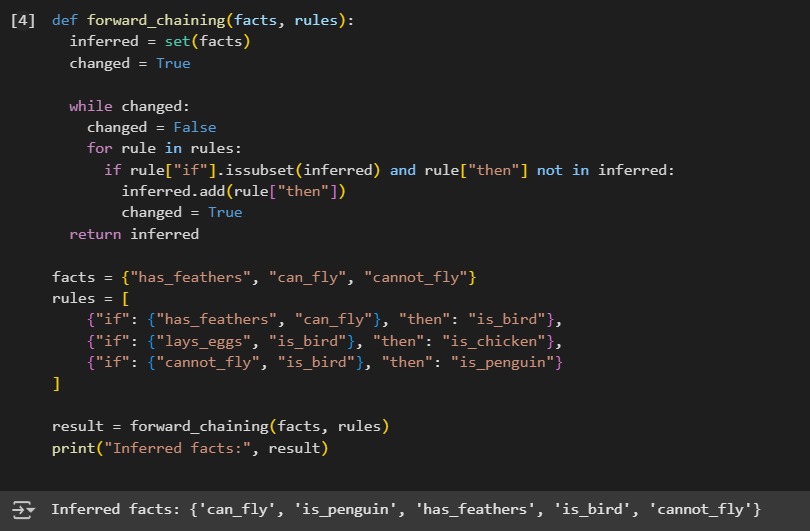 [4] def forward_chaining(facts, rules):
  inferred = set(facts)
  changed = True

  while changed:
    changed = False
    for rule in rules:
      if rule["if"].issubset(inferred) and rule["then"] not in inferred:
        inferred.add(rule["then"])
        changed = True
  return inferred

facts = {"has_feathers", "can_fly", "cannot_fly"}
rules = [
    {"if": {"has_feathers", "can_fly"}, "then": "is_bird"},
    {"if": {"lays_eggs", "is_bird"}, "then": "is_chicken"},
    {"if": {"cannot_fly", "is_bird"}, "then": "is_penguin"}
]

result = forward_chaining(facts, rules)
print("Inferred facts:", result)

Inferred facts: {'can_fly', 'is_penguin', 'has_feathers', 'is_bird', 'cannot_fly'}